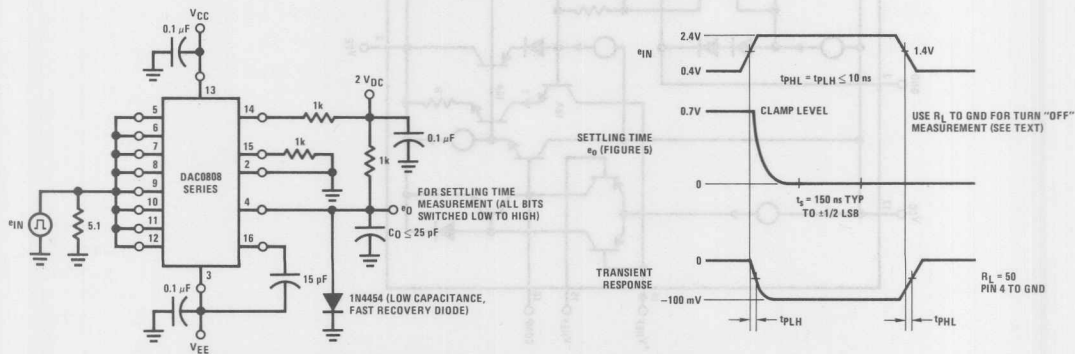 VCC
0.1 μF
13
5
6
7
8
9
10
11
12
DAC0808
SERIES
14
15
2
4
16
3
eIN
5.1
1k
1k
2 VDC
0.1 μF
1k
eO
FOR SETTLING TIME
MEASUREMENT (ALL BITS
SWITCHED LOW TO HIGH)
CO ≤ 25 pF
15 pF
1N4454 (LOW CAPACITANCE,
FAST RECOVERY DIODE)
0.1 μF
VEE
eIN
2.4V
0.4V
1.4V
tPHL = tPLH ≤ 10 ns
0.7V
CLAMP LEVEL
USE RL TO GND FOR TURN "OFF"
MEASUREMENT (SEE TEXT)
SETTLING TIME
eo (FIGURE 5)
0
ts = 150 ns TYP
TO ±1/2 LSB
TRANSIENT
RESPONSE
0
−100 mV
RL = 50
PIN 4 TO GND
tPLH
tPHL